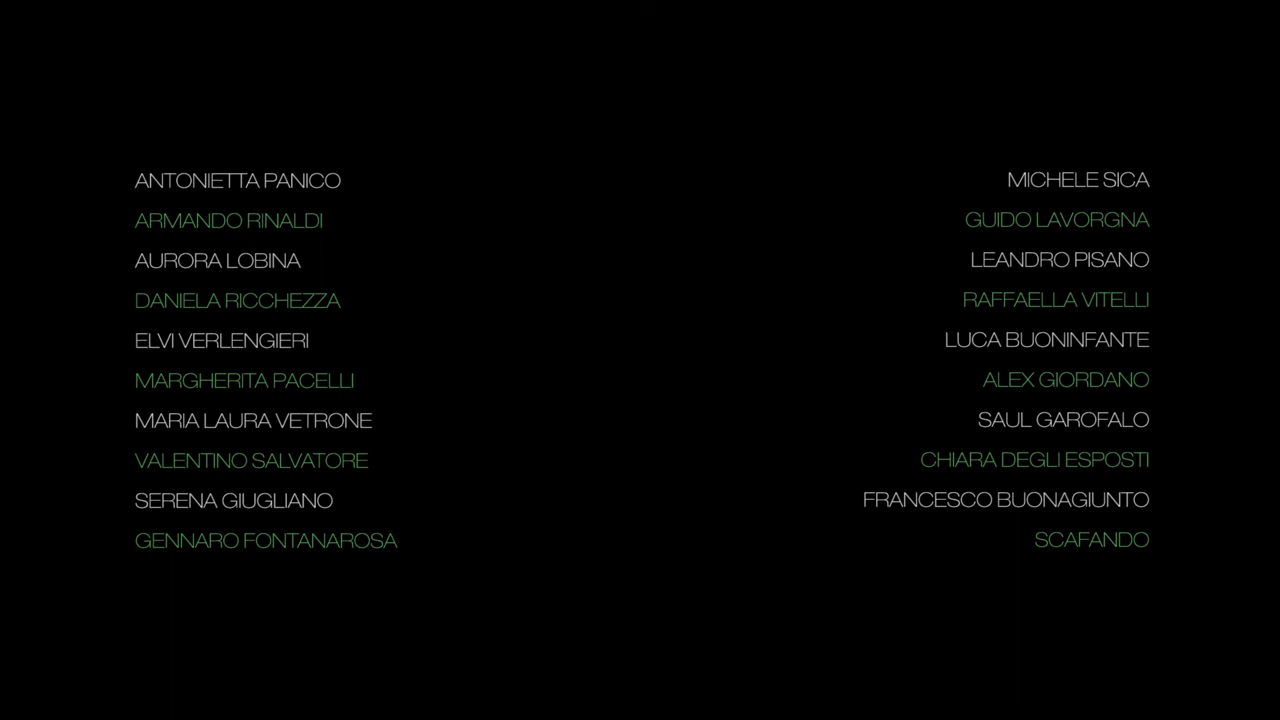 ANTONIETTA PANICO
ARMANDO RINALDI
AURORA LOBINA
DANIELA RICCHEZZA
ELVI VERLENGIERI
MARGHERITA PACELLI
MARIA LAURA VETRONE
VALENTINO SALVATORE
SERENA GIUGLIANO
GENNARO FONTANAROSA
MICHELE SICA
GUIDO LAVORGNA
LEANDRO PISANO
RAFFAELLA VITELLI
LUCA BUONINFANTE
ALEX GIORDANO
SAUL GAROFALO
CHIARA DEGLI ESPOSTI
FRANCESCO BUONAGIUNTO
SCAFANDO